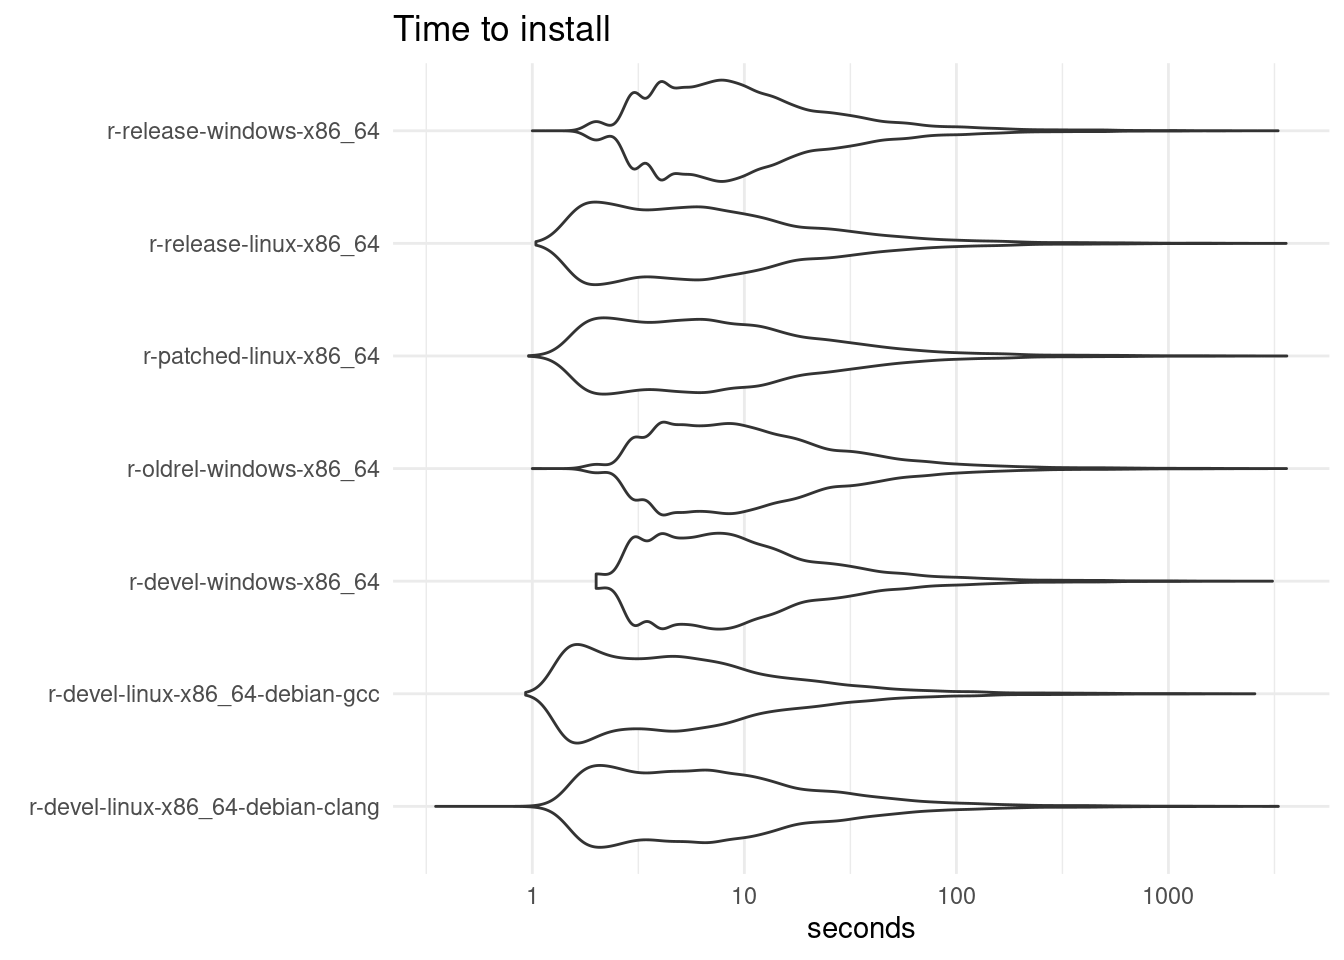 Time to install
r-release-windows-x86_64
r-release-linux-x86_64
r-patched-linux-x86_64
r-oldrel-windows-x86_64
r-devel-windows-x86_64
r-devel-linux-x86_64-debian-gcc
r-devel-linux-x86_64-debian-clang
1 10 100 1000
seconds